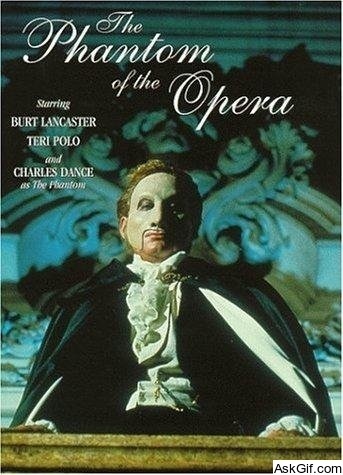 The
Phantom
of the
Opera
Starring
BURT LANCASTER
TERI POLO
and
CHARLES DANCE
as The Phantom
AskGif.com